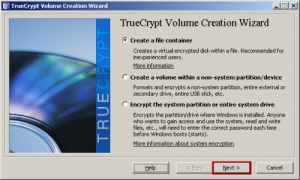 TrueCrypt Volume Creation Wizard
TRUECRYPT
TrueCrypt Volume Creation Wizard
Create a file container
Creates a virtual encrypted disk within a file. Recommended for
inexperienced users.
More information
Create a volume within a non-system partition/device
Formats and encrypts a non-system partition, entire external or
secondary drive, entire USB stick, etc.
Encrypt the system partition or entire system drive
Encrypts the partition/drive where Windows is installed. Anyone
who wants to gain access and use the system, read and write
files, etc., will need to enter the correct password each time
before Windows boots (starts).
More information about system encryption
Help
< Prev
Next >
Cancel